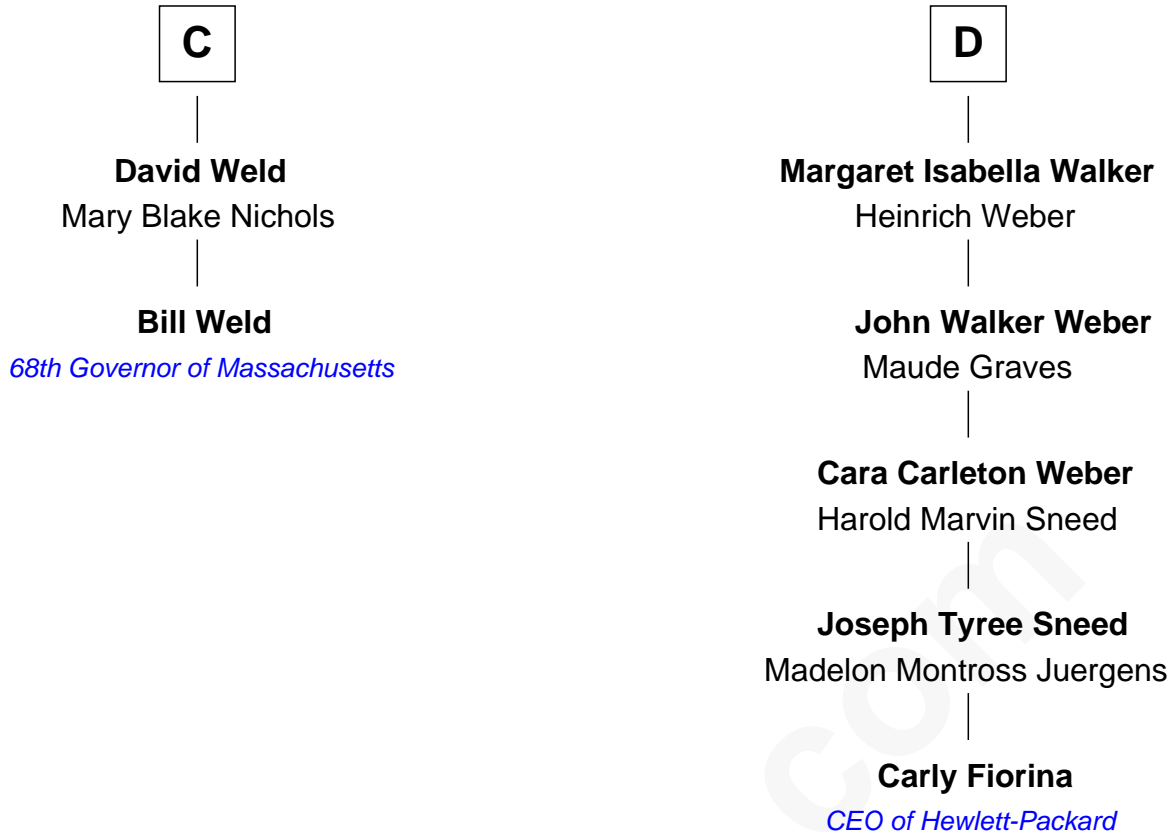 C
David Weld
Mary Blake Nichols
Bill Weld
68th Governor of Massachusetts
D
Margaret Isabella Walker
Heinrich Weber
John Walker Weber
Maude Graves
Cara Carleton Weber
Harold Marvin Sneed
Joseph Tyree Sneed
Madelon Montross Juergens
Carly Fiorina
CEO of Hewlett-Packard
com